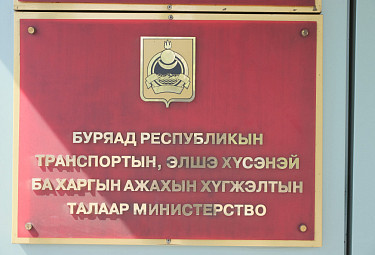 БУРЯАД РЕСПУБЛИКЫН
ТРАНСПОРТЫН, ЭЛШЭ ХҮСЭНЭЙ
БА ХАРГЫН АЖАХЫН ХҮГЖЭЛТЫН
ТАЛААР МИНИСТЕРСТВО